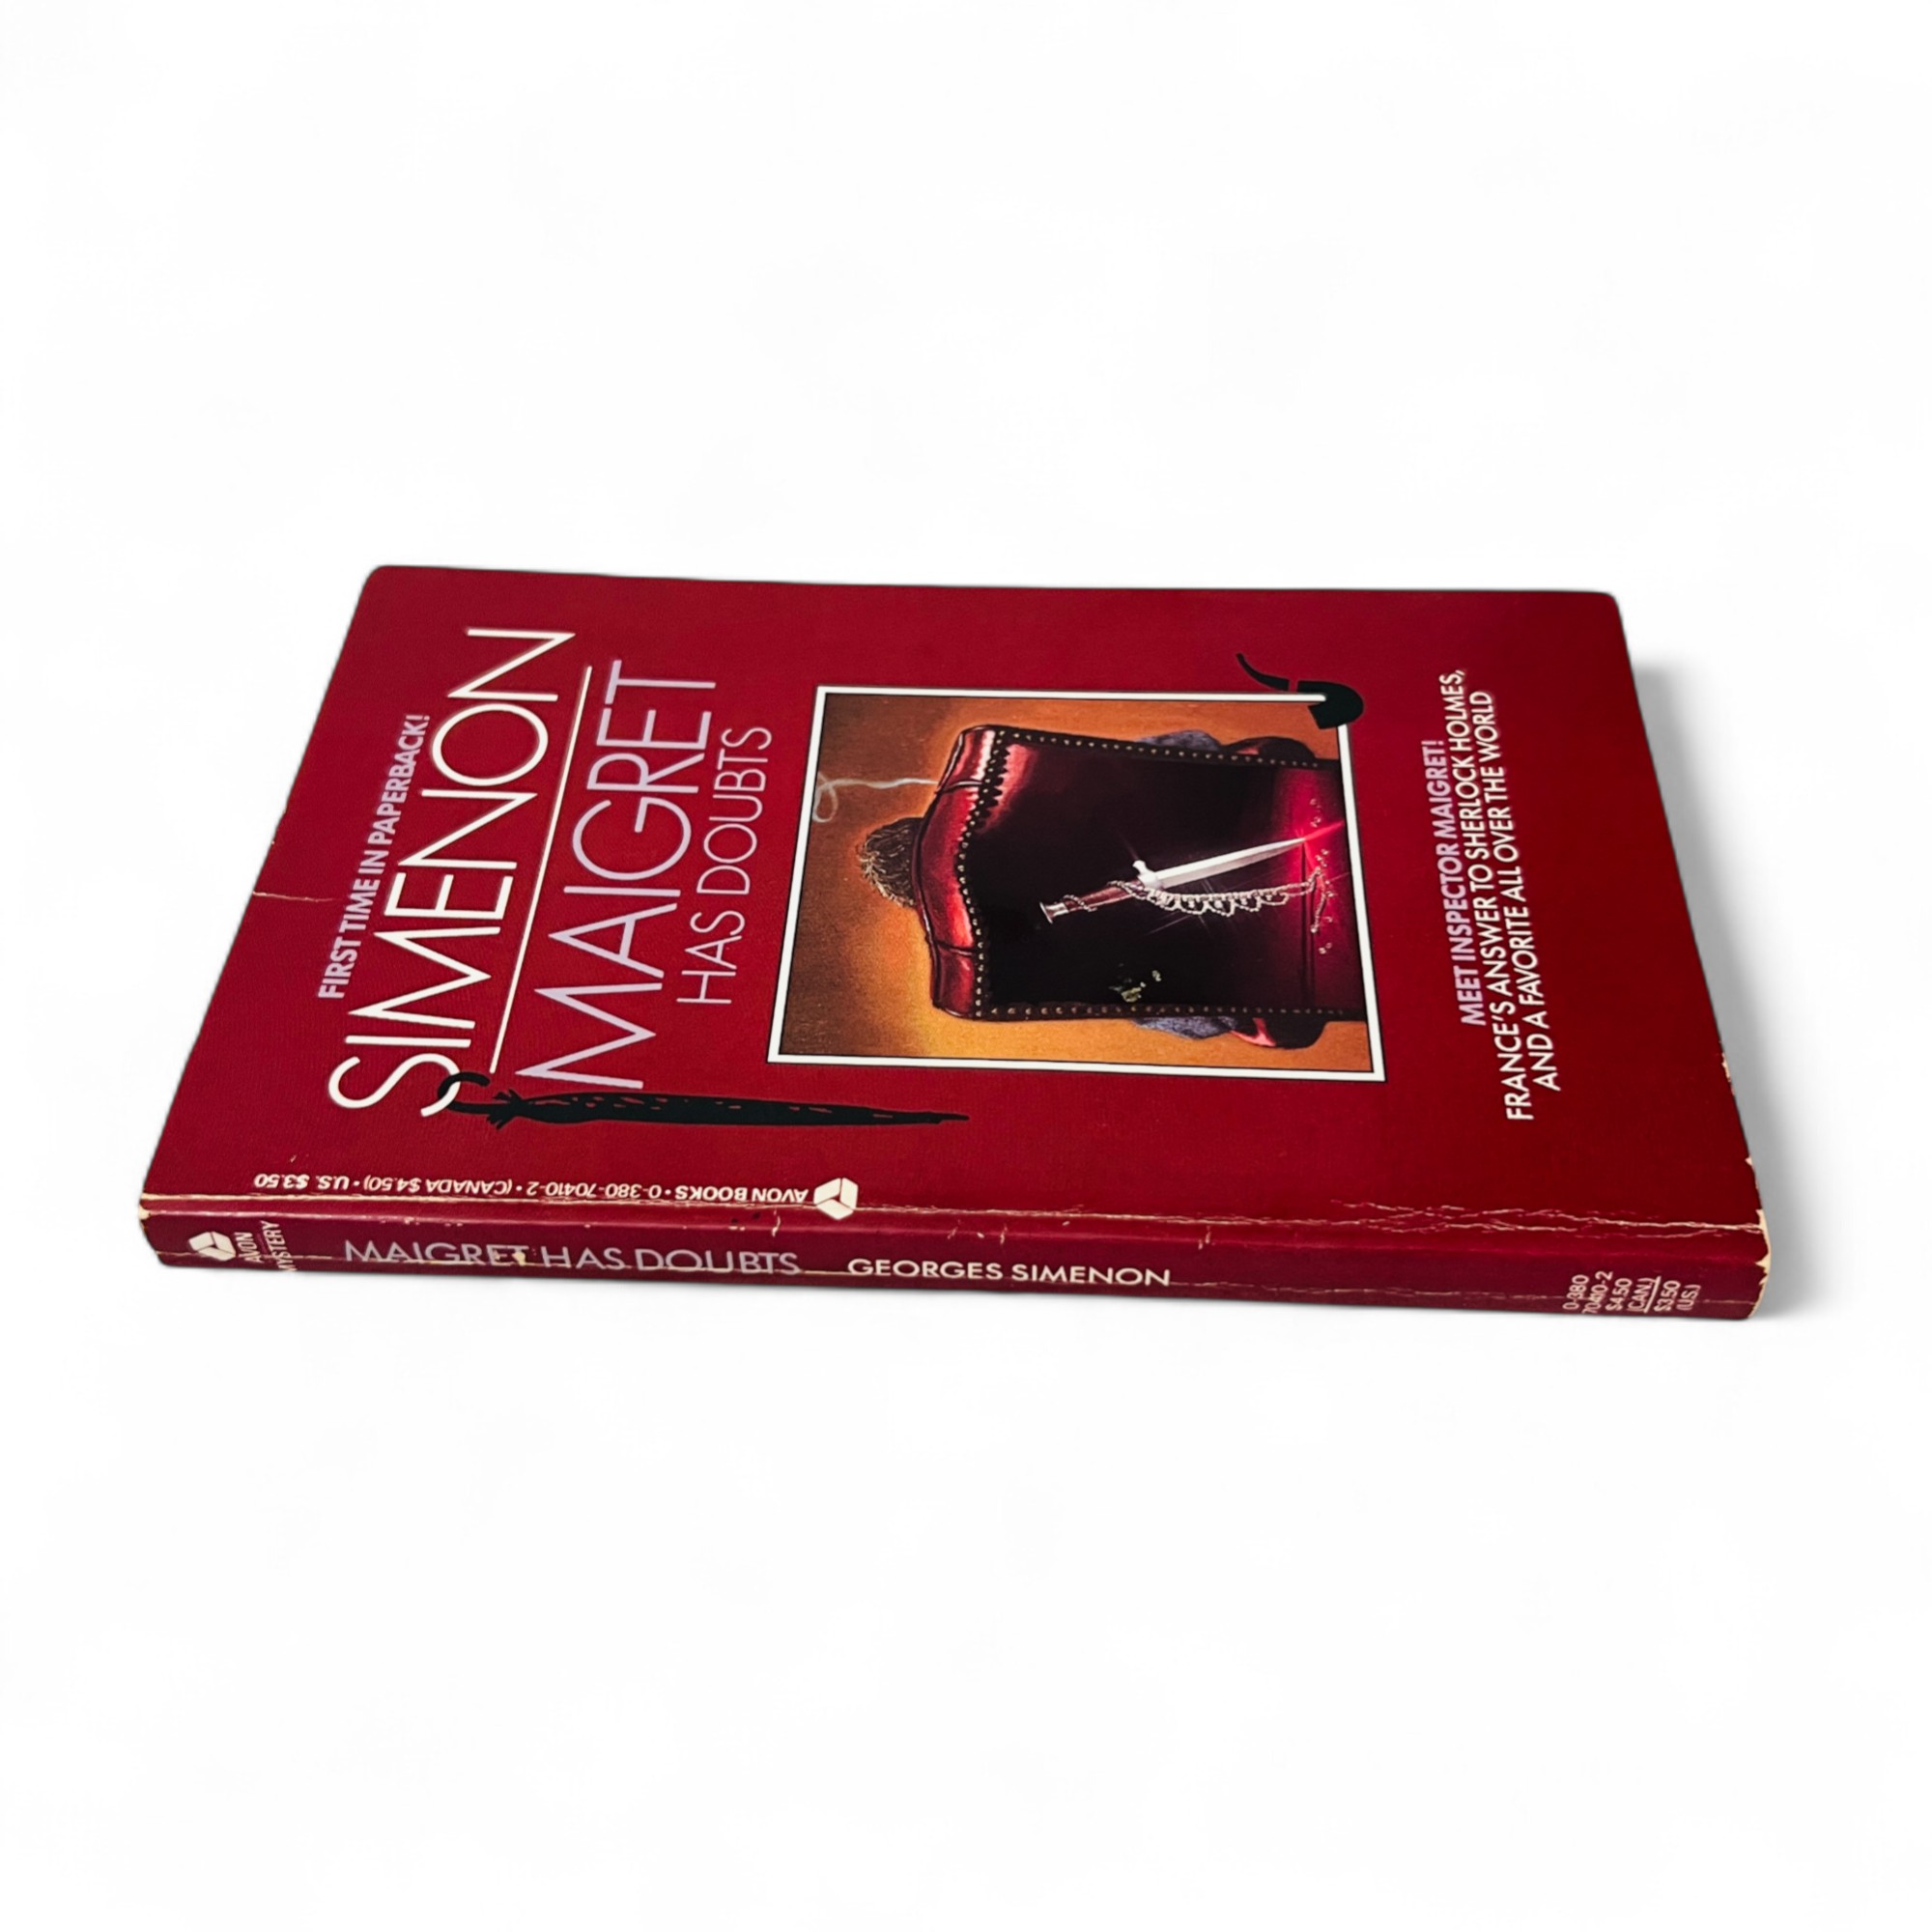 FIRST TIME IN PAPERBACK!
SIMENON
MAIGRET
HAS DOUBTS
MEET INSPECTOR MAIGRET!
FRANCE'S ANSWER TO SHERLOCK HOLMES,
AND A FAVORITE ALL OVER THE WORLD
AVON BOOKS • 0-380-70410-2 • (CANADA $4.50) • U.S. $3.50
AVON
MYSTERY
MAIGRET HAS DOUBTS GEORGES SIMENON
0-380
70410-2
$4.50
(CAN.)
$3.50
(U.S.)